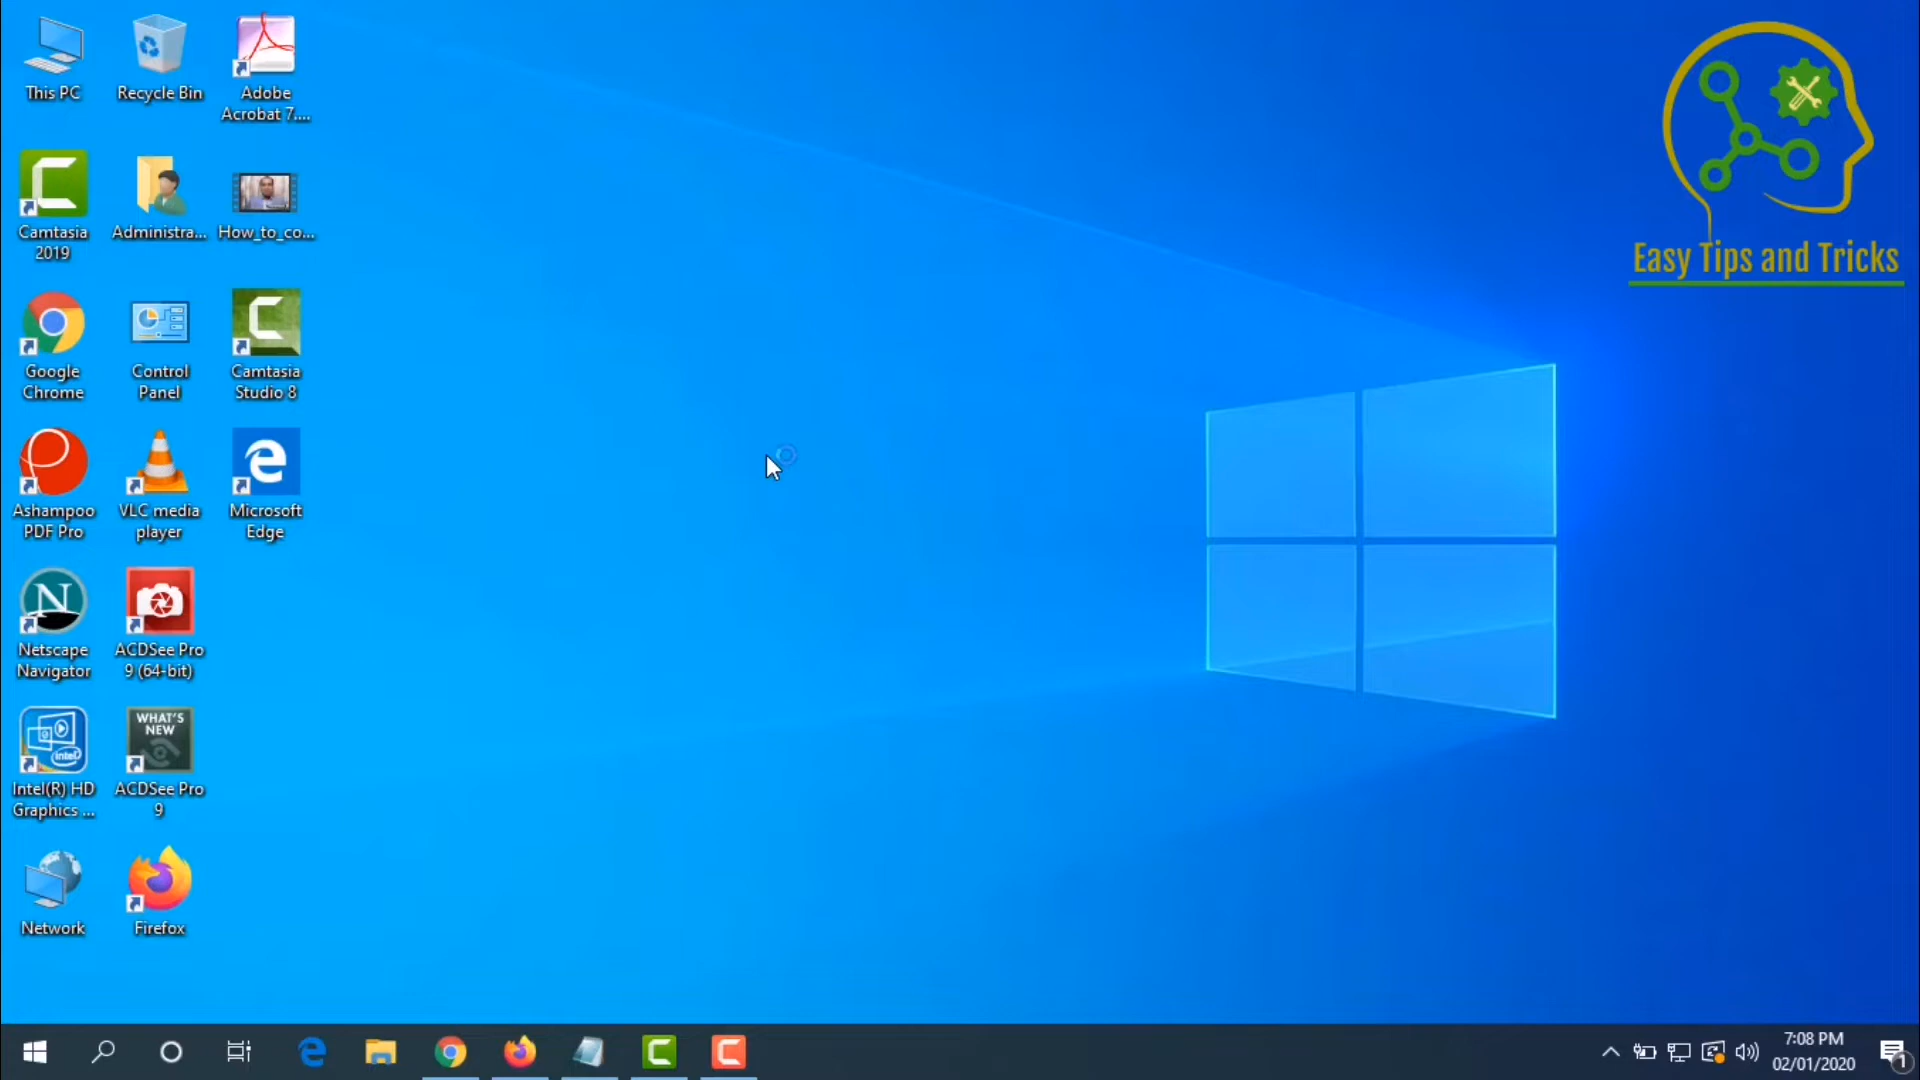 This PC
Recycle Bin
Adobe
Acrobat 7....
Camtasia
2019
Administra...
How_to_co...
Google
Chrome
Control
Panel
Camtasia
Studio 8
Ashampoo
PDF Pro
VLC media
player
Microsoft
Edge
N
Netscape
Navigator
ACDSee Pro
9 (64-bit)
intel
Intel(R) HD
Graphics ...
WHAT'S
NEW
ACDSee Pro
9
Network
Firefox
Easy Tips and Tricks
7:08 PM
02/01/2020
1